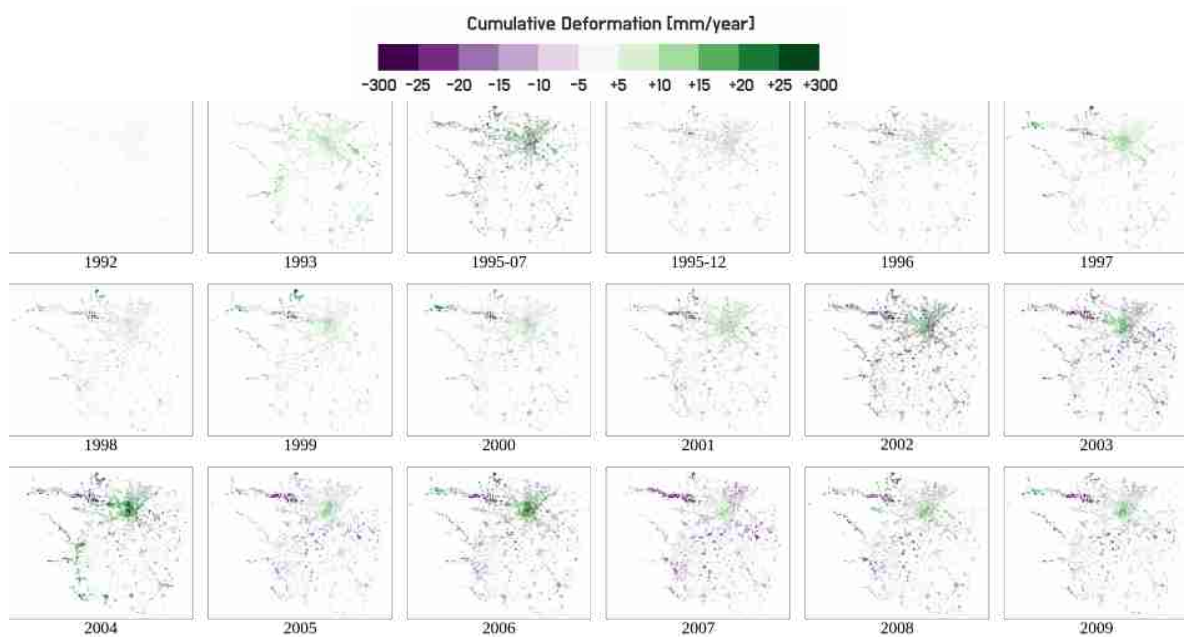 Cumulative Deformation [mm/year]
-300 -25 -20 -15 -10 -5 +5 +10 +15 +20 +25 +300
1992 1993 1995-07 1995-12 1996 1997
1998 1999 2000 2001 2002 2003
2004 2005 2006 2007 2008 2009